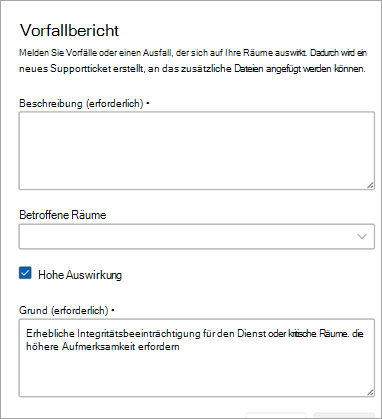 Vorfallbericht
Melden Sie Vorfälle oder einen Ausfall, der sich auf Ihre Räume auswirkt. Dadurch wird ein
neues Supportticket erstellt, an das zusätzliche Dateien angefügt werden können.
Beschreibung (erforderlich) •
Betroffene Räume
Hohe Auswirkung
Grund (erforderlich) •
Erhebliche Integritätsbeeinträchtigung für den Dienst oder kritische Räume. die
höhere Aufmerksamkeit erfordern